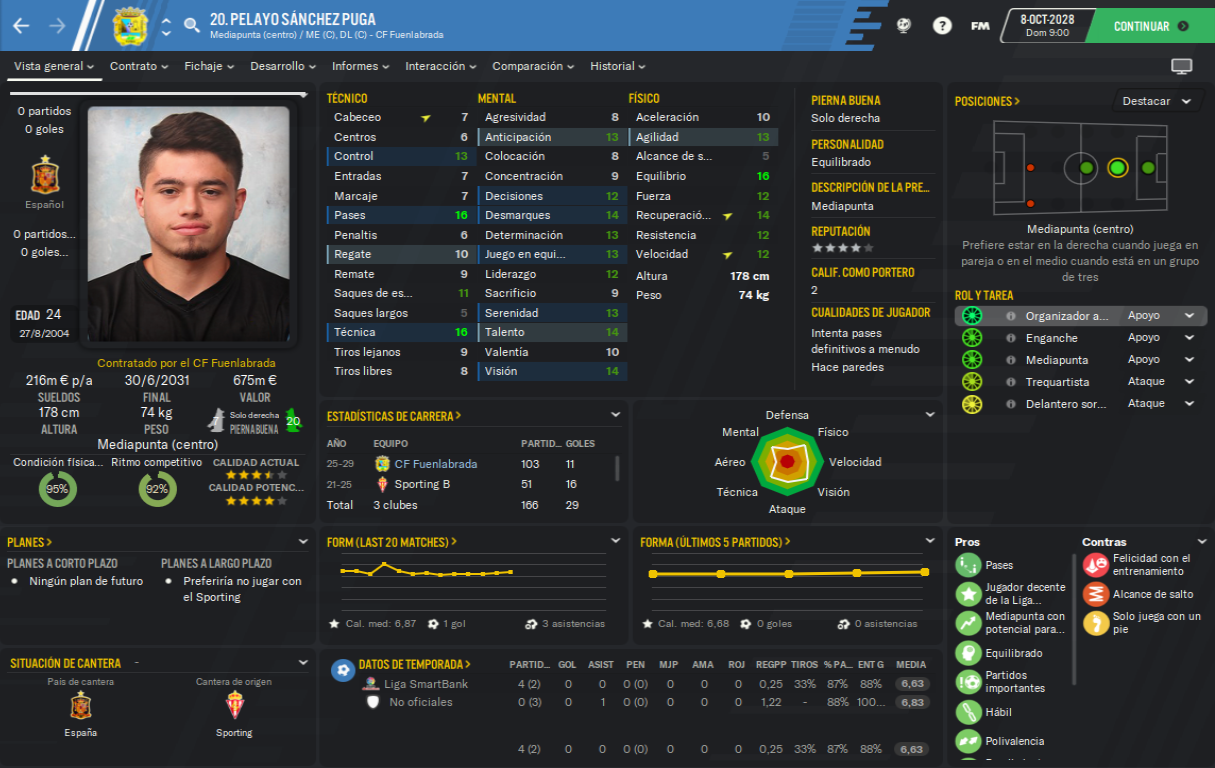 20. PELAYO SÁNCHEZ PUGA
Mediapunta (centro) / ME (C), DL (C) - CF Fuenlabrada
?
FM
8-OCT-2028
Dom 9:00
CONTINUAR
Vista general
Contrato
Fichaje
Desarrollo
Informes
Interacción
Comparación
Historial
0 partidos
0 goles
Español
0 partidos...
0 goles...
EDAD 24
27/8/2004
Contratado por el CF Fuenlabrada
216m € p/a 30/6/2031 675m €
SUELDOS FINAL VALOR
178 cm 74 kg 7 Solo derecha 20
ALTURA PESO PIERNA BUENA
Mediapunta (centro)
Condición física... Ritmo competitivo CALIDAD ACTUAL
95% 92%
CALIDAD POTENC...
TÉCNICO
Cabeceo 7
Centros 6
Control 13
Entradas 7
Marcaje 7
Pases 16
Penaltis 6
Regate 10
Remate 9
Saques de es... 11
Saques largos 5
Técnica 16
Tiros lejanos 9
Tiros libres 8
MENTAL
Agresividad 8
Anticipación 13
Colocación 8
Concentración 9
Decisiones 12
Desmarques 14
Determinación 13
Juego en equi... 13
Liderazgo 12
Sacrificio 9
Serenidad 13
Talento 14
Valentía 10
Visión 14
FÍSICO
Aceleración 10
Agilidad 13
Alcance de s... 5
Equilibrio 16
Fuerza 12
Recuperació... 14
Resistencia 12
Velocidad 12
Altura 178 cm
Peso 74 kg
PIERNA BUENA
Solo derecha
PERSONALIDAD
Equilibrado
DESCRIPCIÓN DE LA PRE...
Mediapunta
REPUTACIÓN
CALIF. COMO PORTERO
2
CUALIDADES DE JUGADOR
Intenta pases
definitivos a menudo
Hace paredes
POSICIONES >
Destacar
Mediapunta (centro)
Prefiere estar en la derecha cuando juega en
pareja o en el medio cuando está en un grupo
de tres
ROL Y TAREA
Organizador a... Apoyo
Enganche Apoyo
Mediapunta Apoyo
Trequartista Ataque
Delantero sor... Ataque
ESTADÍSTICAS DE CARRERA >
AÑO EQUIPO PARTID... GOLES
25-29 CF Fuenlabrada 103 11
21-25 Sporting B 51 16
Total 3 clubes 166 29
Defensa
Mental Físico
Aéreo Velocidad
Técnica Visión
Ataque
PLANES >
PLANES A CORTO PLAZO
Ningún plan de futuro
PLANES A LARGO PLAZO
Preferiría no jugar con
el Sporting
FORM (LAST 20 MATCHES) >
Cal. med: 6,87 1 gol 3 asistencias
FORMA (ÚLTIMOS 5 PARTIDOS) >
Cal. med: 6,68 0 goles 0 asistencias
Pros
Pases
Jugador decente
de la Liga...
Mediapunta con
potencial para...
Equilibrado
Partidos
importantes
Hábil
Polivalencia
Contras
Felicidad con el
entrenamiento
Alcance de salto
Solo juega con un
pie
SITUACIÓN DE CANTERA -
País de cantera
España
Cantera de origen
Sporting
DATOS DE TEMPORADA > PARTID... GOL ASIST PEN MJP AMA ROJ REGPP TIROS % PA... ENT G MEDIA
Liga SmartBank 4 (2) 0 0 0 (0) 0 0 0 0,25 33% 87% 88% 6,63
No oficiales 0 (3) 0 1 0 (0) 0 0 0 1,22 - 88% 100... 6,83
4 (2) 0 0 0 (0) 0 0 0 0,25 33% 87% 88% 6,63